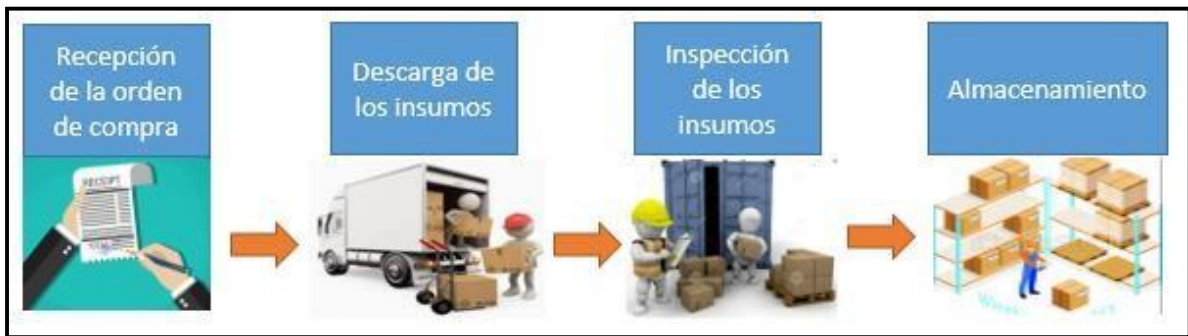 Recepción
de la orden
de compra
Descarga de
los insumos
Inspección
de los
insumos
Almacenamiento
RECEIPT